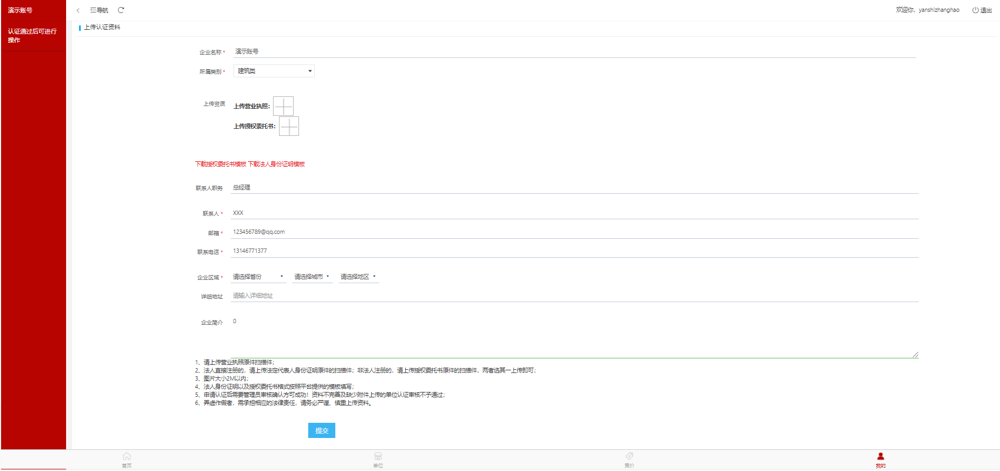 演示账号
三导航
欢迎你，yanshizhanghao
退出
认证通过后可进行
操作
上传认证资料
企业名称 * 演示账号
所属类别 * 建筑类
上传资质
上传营业执照：
上传授权委托书：
下载授权委托书模板 下载法人身份证明模板
联系人职务 总经理
联系人 * XXX
邮箱 * 123456789@qq.com
联系电话 * 13146771377
企业区域 * 请选择省份 请选择城市 请选择地区
详细地址 请输入详细地址
企业简介 0
1、请上传营业执照原件扫描件；
2、法人直接注册的，请上传法定代表人身份证明原件的扫描件；非法人注册的，请上传授权委托书原件的扫描件，两者选其一上传即可；
3、图片大小2M以内；
4、法人身份证明以及授权委托书格式按照平台提供的模板填写；
5、申请认证后需要管理员审核确认方可成功！资料不完善及缺少附件上传的单位认证审核不予通过；
6、弄虚作假者，需承担相应的法律责任，请务必严谨、慎重上传资料。
提交
首页 单位 竞价 我的